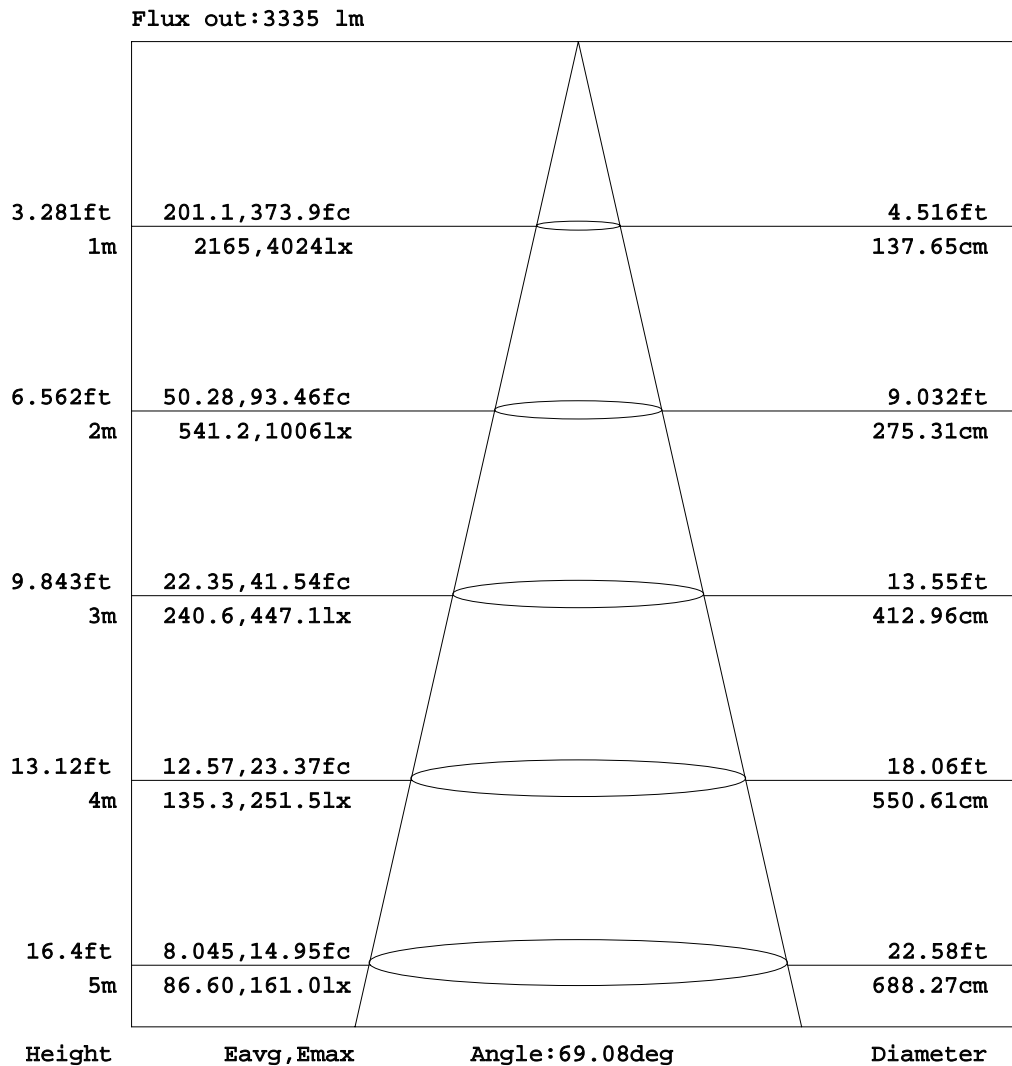 Flux out:3335 lm
3.281ft 201.1,373.9fc 4.516ft
1m 2165,4024lx 137.65cm
6.562ft 50.28,93.46fc 9.032ft
2m 541.2,1006lx 275.31cm
9.843ft 22.35,41.54fc 13.55ft
3m 240.6,447.1lx 412.96cm
13.12ft 12.57,23.37fc 18.06ft
4m 135.3,251.5lx 550.61cm
16.4ft 8.045,14.95fc 22.58ft
5m 86.60,161.0lx 688.27cm
Height Eavg,Emax Angle:69.08deg Diameter